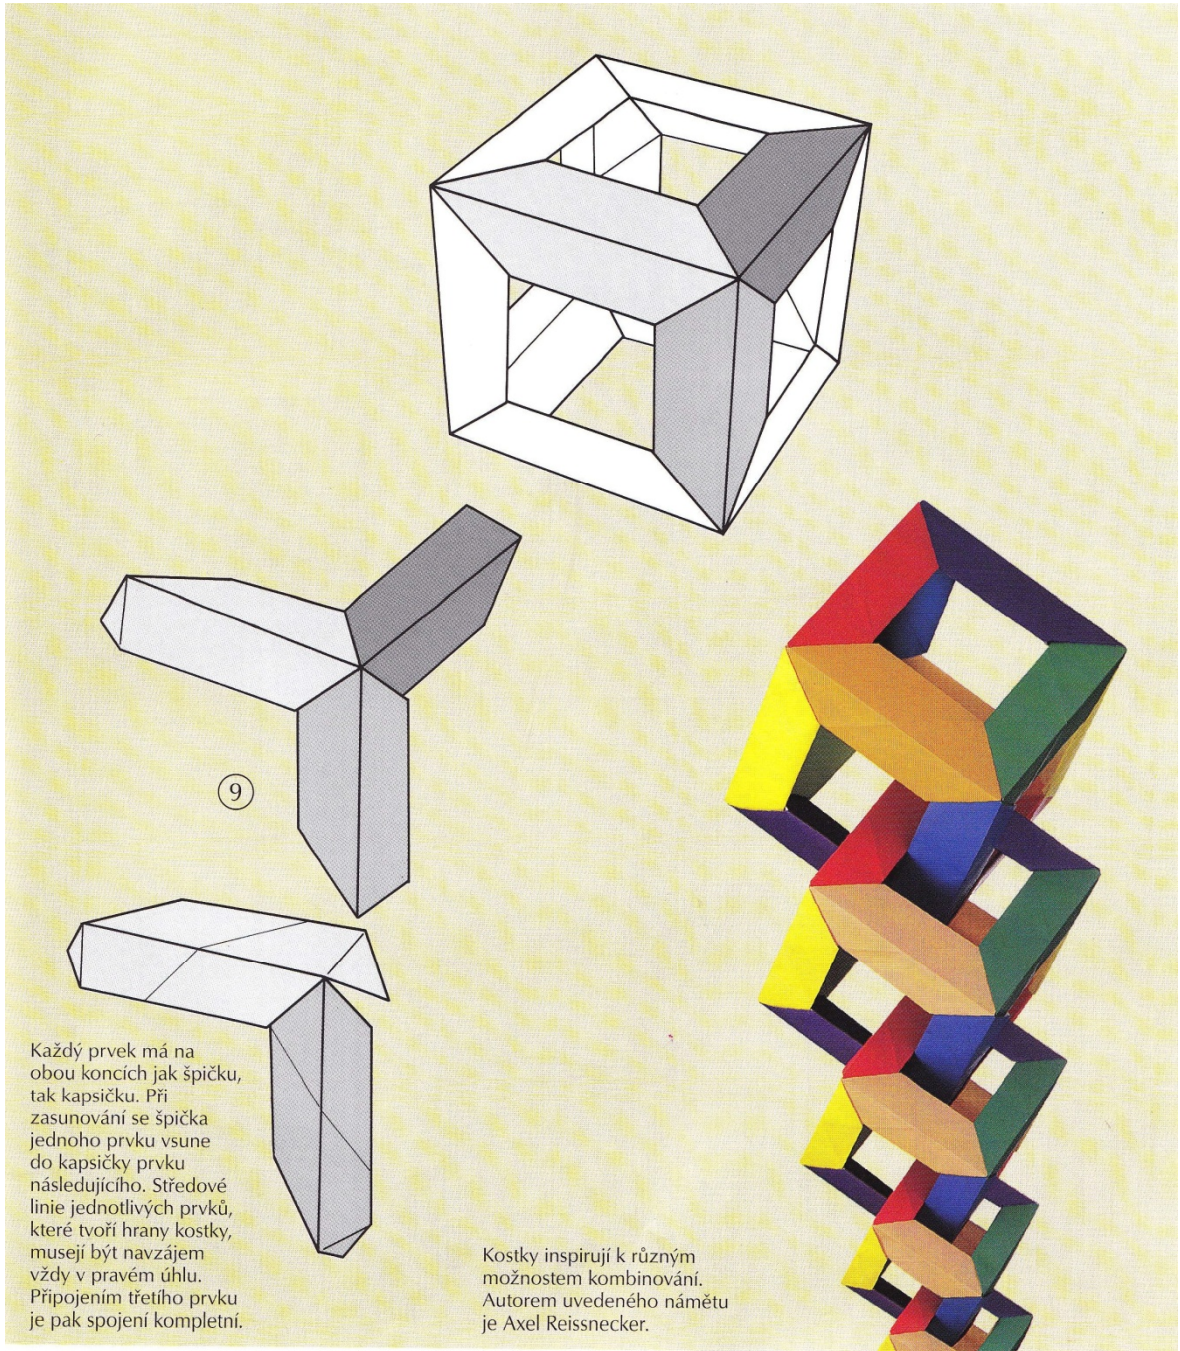 9
Každý prvek má na
obou koncích jak špičku,
tak kapsičku. Při
zasunování se špička
jednoho prvku vsune
do kapsičky prvku
následujícího. Středové
linie jednotlivých prvků,
které tvoří hrany kostky,
musejí být navzájem
vždy v pravém úhlu.
Připojením třetího prvku
je pak spojení kompletní.
Kostky inspirují k různým
možnostem kombinování.
Autorem uvedeného námětu
je Axel Reissnecker.